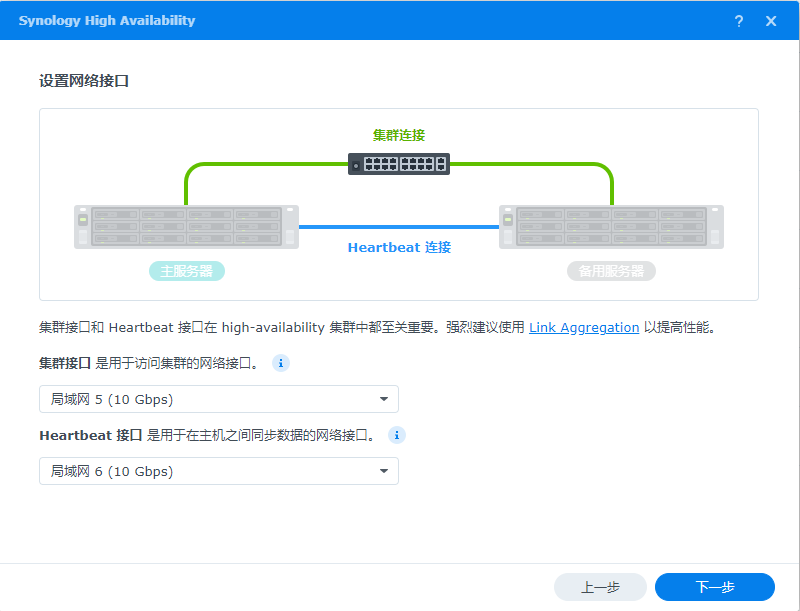 Synology High Availability
设置网络接口
集群连接
Heartbeat 连接
主服务器
备用服务器
集群接口和 Heartbeat 接口在 high-availability 集群中都至关重要。强烈建议使用 Link Aggregation 以提高性能。
集群接口 是用于访问集群的网络接口。
局域网 5 (10 Gbps)
Heartbeat 接口 是用于在主机之间同步数据的网络接口。
局域网 6 (10 Gbps)
上一步
下一步